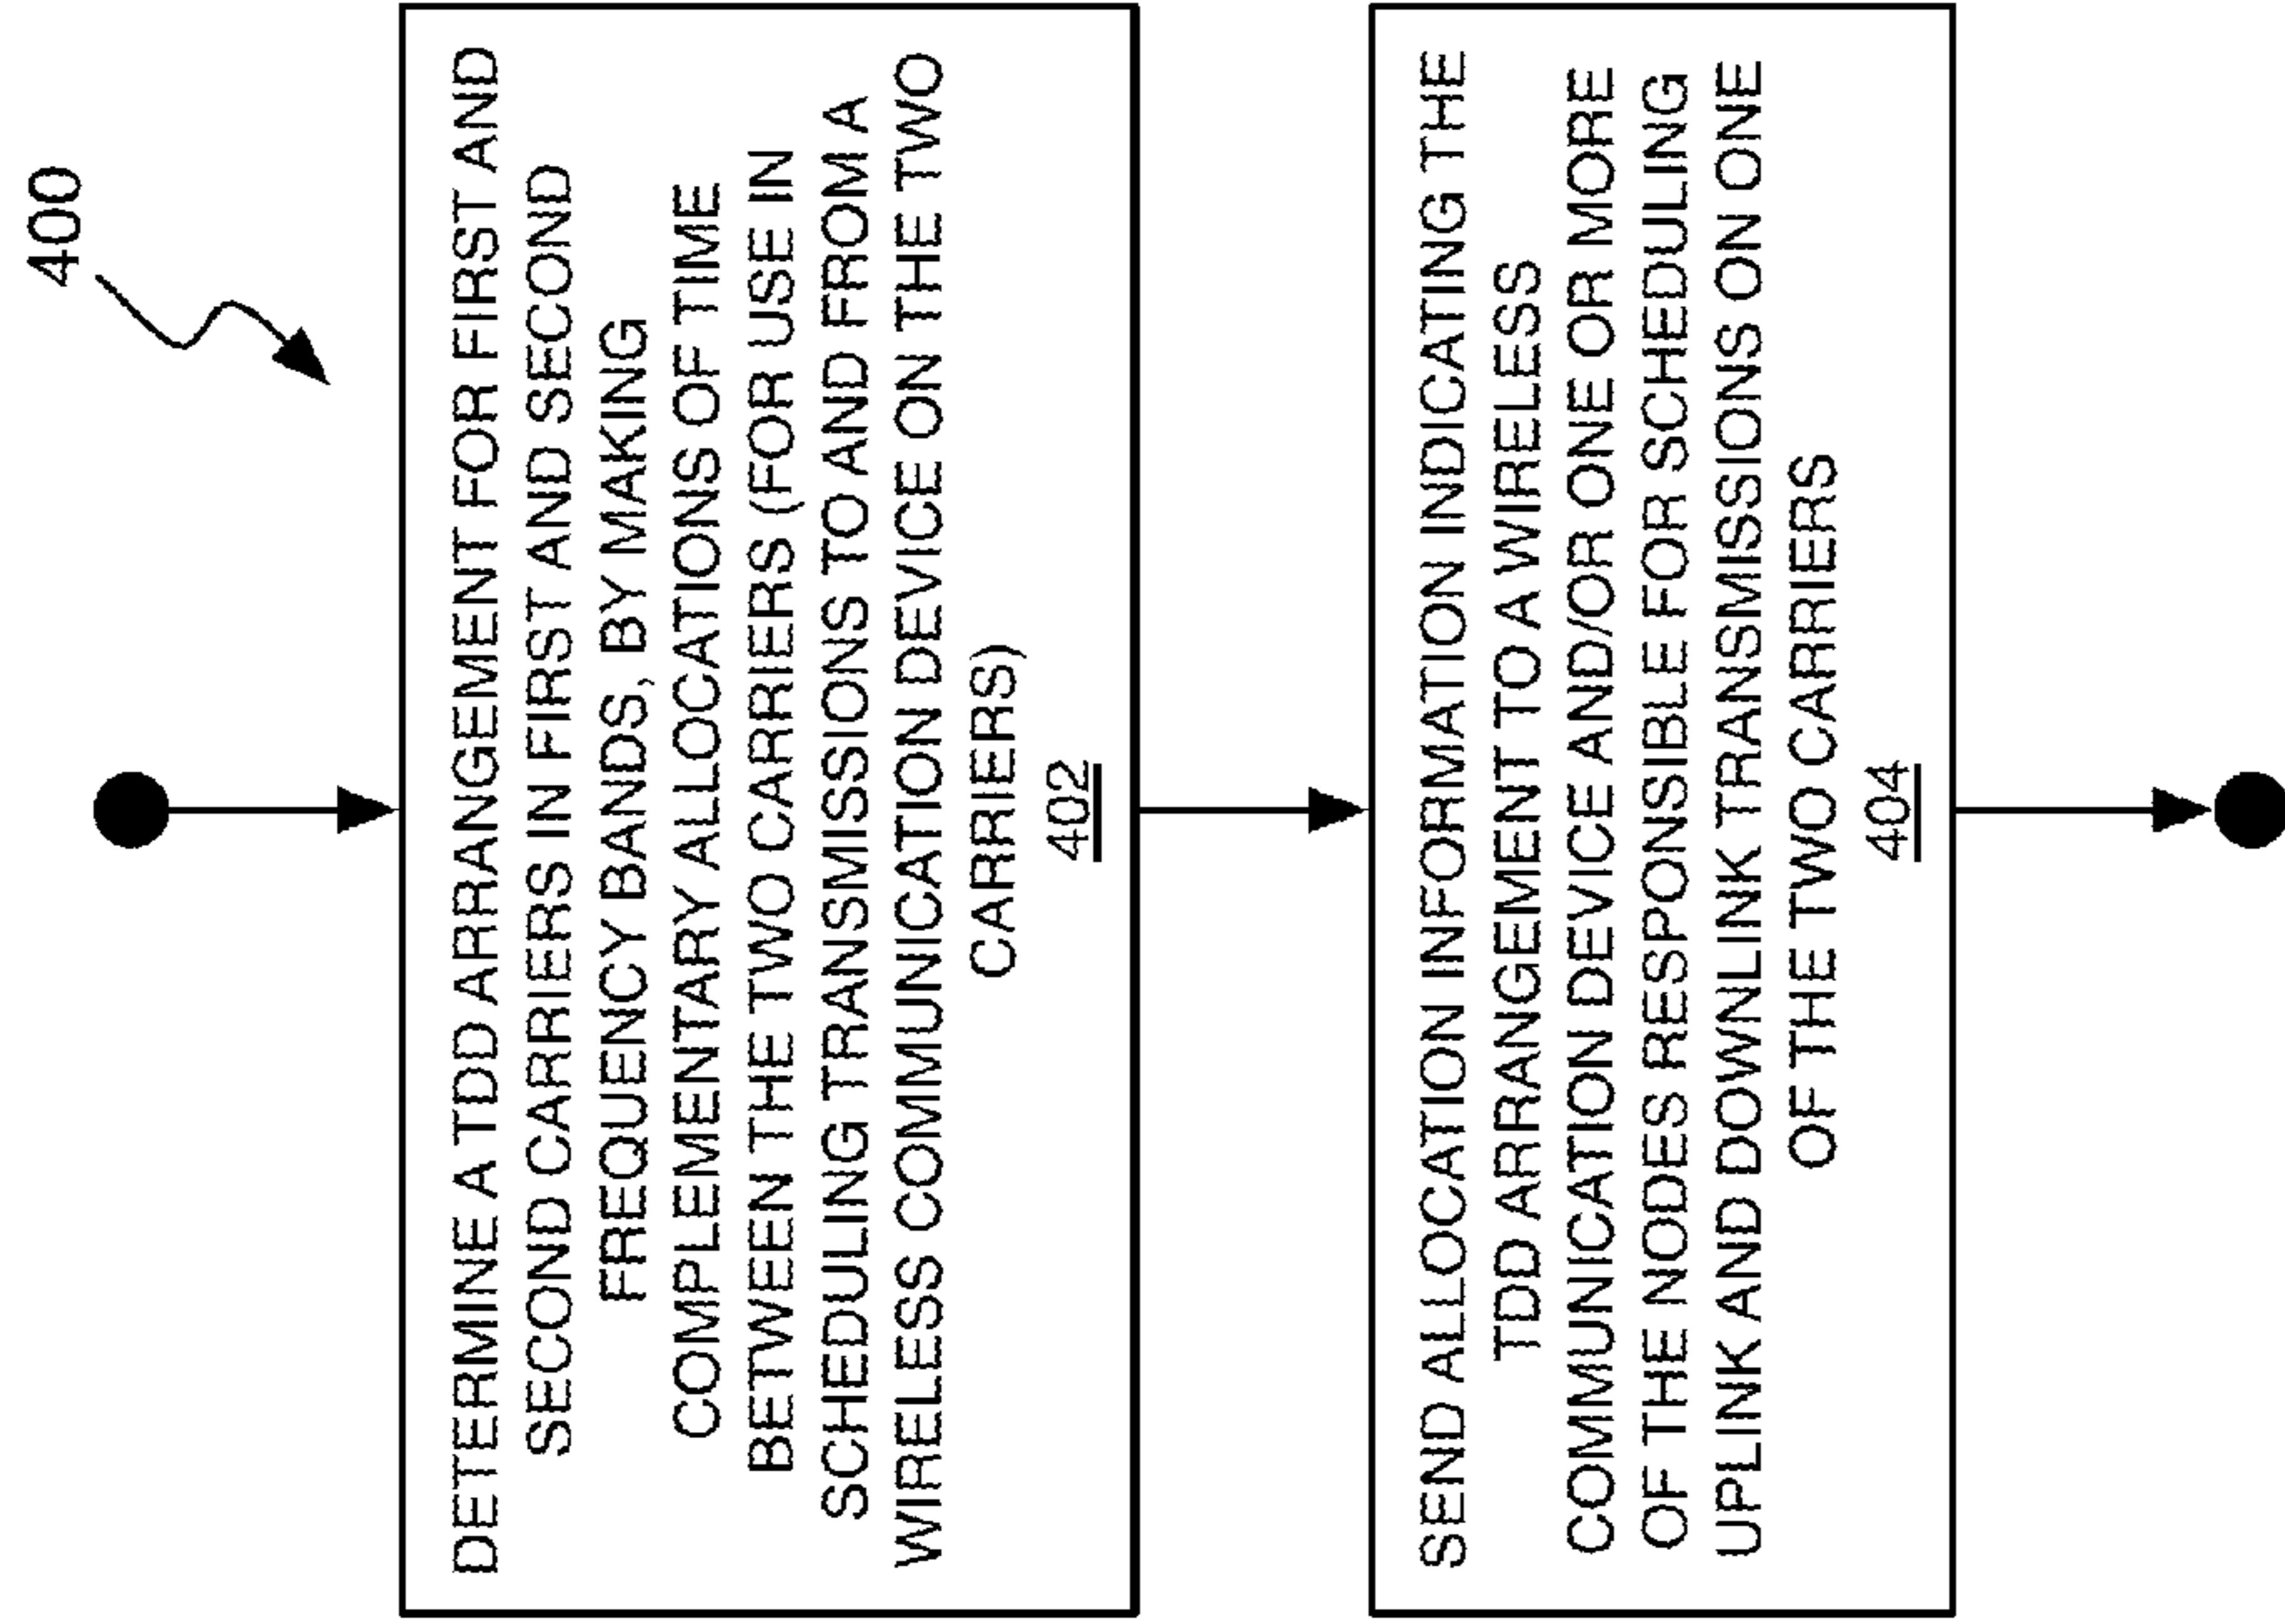 400
DETERMINE A TDD ARRANGEMENT FOR FIRST AND
SECOND CARRIERS IN FIRST AND SECOND
FREQUENCY BANDS, BY MAKING
COMPLEMENTARY ALLOCATIONS OF TIME
BETWEEN THE TWO CARRIERS (FOR USE IN
SCHEDULING TRANSMISSIONS TO AND FROM A
WIRELESS COMMUNICATION DEVICE ON THE TWO
CARRIERS)
402
SEND ALLOCATION INFORMATION INDICATING THE
TDD ARRANGEMENT TO A WIRELESS
COMMUNICATION DEVICE AND/OR ONE OR MORE
OF THE NODES RESPONSIBLE FOR SCHEDULING
UPLINK AND DOWNLINK TRANSMISSIONS ON ONE
OF THE TWO CARRIERS
404